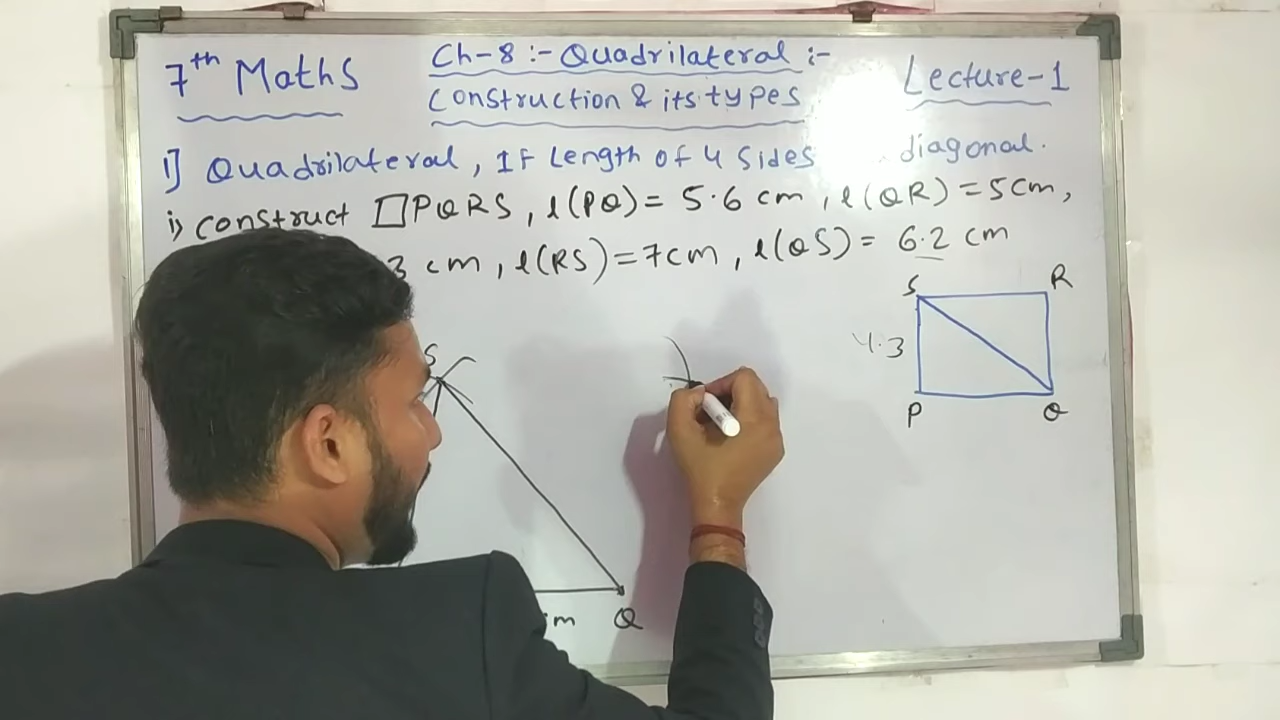 7th Maths
Ch-8 :- Quadrilateral :-
Construction & its types
Lecture-1
1] Quadrilateral, If Length of 4 Sides diagonal.
i) construct □PQRS, l(PQ) = 5.6 cm, l(QR) = 5cm,
3 cm, l(RS) = 7cm, l(QS) = 6.2 cm
S R
4.3
P Q
S
Q